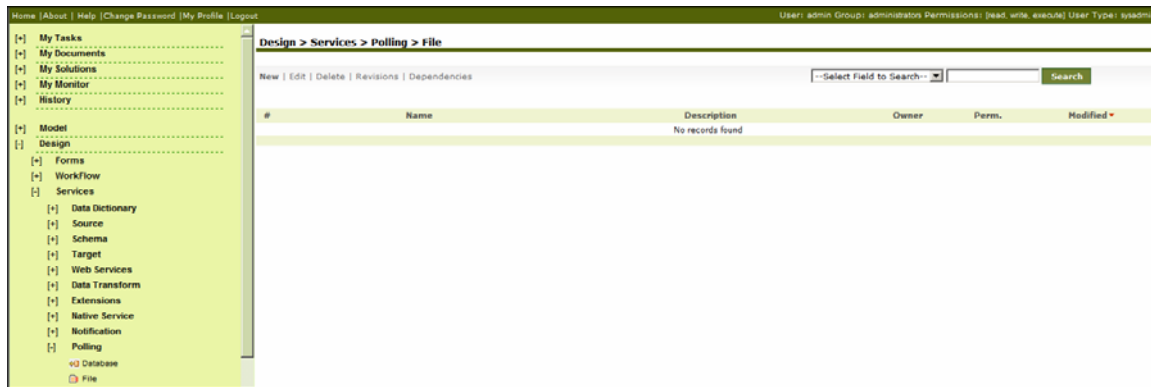 Home |About | Help |Change Password |My Profile |Logout
User: admin Group: administrators Permissions: [read, write, execute] User Type: sysadmi
[+] My Tasks
[+] My Documents
[+] My Solutions
[+] My Monitor
[+] History
[+] Model
[-] Design
[+] Forms
[+] WorkFlow
[-] Services
[+] Data Dictionary
[+] Source
[+] Schema
[+] Target
[+] Web Services
[+] Data Transform
[+] Extensions
[+] Native Service
[+] Notification
[-] Polling
Database
File
Design > Services > Polling > File
New | Edit | Delete | Revisions | Dependencies
--Select Field to Search-- Search
# Name Description Owner Perm. Modified
No records found